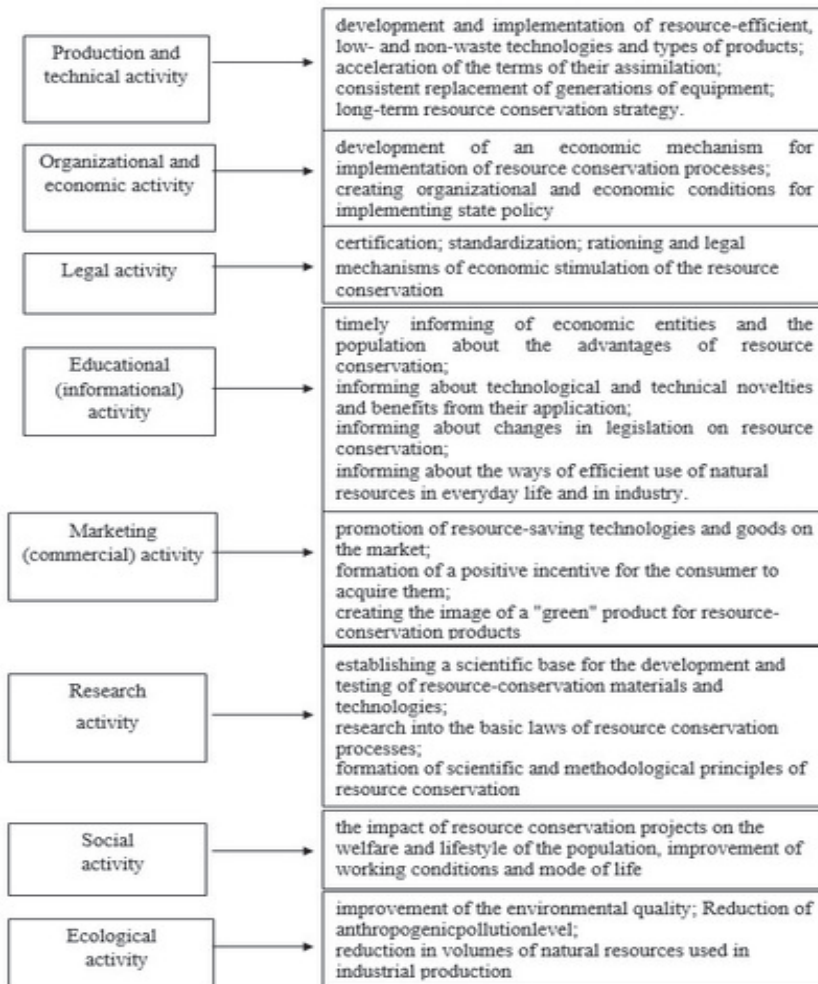 Production and
technical activity
development and implementation of resource-efficient,
low- and non-waste technologies and types of products;
acceleration of the terms of their assimilation;
consistent replacement of generations of equipment;
long-term resource conservation strategy.
Organizational and
economic activity
development of an economic mechanism for
implementation of resource conservation processes;
creating organizational and economic conditions for
implementing state policy
Legal activity
certification; standardization; rationing and legal
mechanisms of economic stimulation of the resource
conservation
Educational
(informational)
activity
timely informing of economic entities and the
population about the advantages of resource
conservation;
informing about technological and technical novelties
and benefits from their application;
informing about changes in legislation on resource
conservation;
informing about the ways of efficient use of natural
resources in everyday life and in industry.
Marketing
(commercial) activity
promotion of resource-saving technologies and goods on
the market;
formation of a positive incentive for the consumer to
acquire them;
creating the image of a "green" product for resource-
conservation products
Research
activity
establishing a scientific base for the development and
testing of resource-conservation materials and
technologies;
research into the basic laws of resource conservation
processes;
formation of scientific and methodological principles of
resource conservation
Social
activity
the impact of resource conservation projects on the
welfare and lifestyle of the population, improvement of
working conditions and mode of life
Ecological
activity
improvement of the environmental quality; Reduction of
anthropogenicpollutionlevel;
reduction in volumes of natural resources used in
industrial production